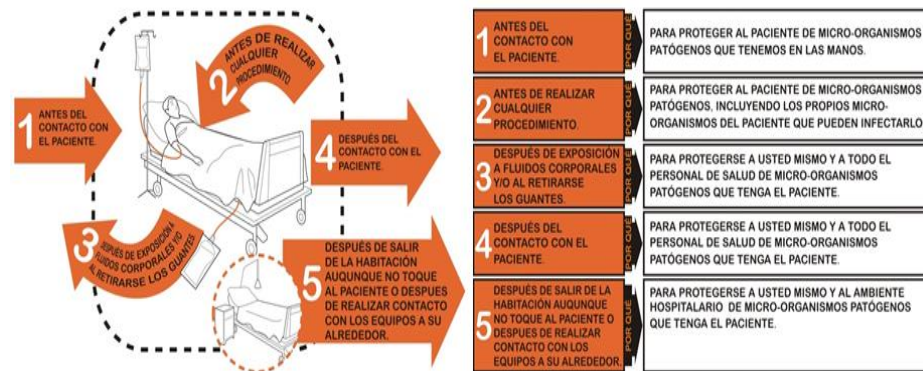 1 ANTES DEL
CONTACTO CON
EL PACIENTE.
2 ANTES DE REALIZAR
CUALQUIER
PROCEDIMIENTO
3 DESPUÉS DE EXPOSICIÓN A
FLUIDOS CORPORALES Y/O
AL RETIRARSE LOS GUANTES
4 DESPUÉS DEL
CONTACTO CON EL
PACIENTE.
5 DESPUÉS DE SALIR
DE LA HABITACIÓN
AUQUNQUE NO TOQUE
AL PACIENTE O DESPUES
DE REALIZAR CONTACTO
CON LOS EQUIPOS A SU
ALREDEDOR.
1 ANTES DEL
CONTACTO CON
EL PACIENTE.
POR QUÉ
PARA PROTEGER AL PACIENTE DE MICRO-ORGANISMOS
PATÓGENOS QUE TENEMOS EN LAS MANOS.
2 ANTES DE REALIZAR
CUALQUIER
PROCEDIMIENTO.
POR QUÉ
PARA PROTEGER AL PACIENTE DE MICRO-ORGANISMOS
PATÓGENOS, INCLUYENDO LOS PROPIOS MICRO-
ORGANISMOS DEL PACIENTE QUE PUEDEN INFECTARLO
3 DESPUÉS DE EXPOSICIÓN
A FLUIDOS CORPORALES
Y/O AL RETIRARSE
LOS GUANTES.
POR QUÉ
PARA PROTEGERSE A USTED MISMO Y A TODO EL
PERSONAL DE SALUD DE MICRO-ORGANISMOS
PATÓGENOS QUE TENGA EL PACIENTE.
4 DESPUÉS DEL
CONTACTO CON EL
PACIENTE.
POR QUÉ
PARA PROTEGERSE A USTED MISMO Y A TODO EL
PERSONAL DE SALUD DE MICRO-ORGANISMOS
PATÓGENOS QUE TENGA EL PACIENTE.
5 DESPUÉS DE SALIR DE LA
HABITACIÓN AUQUNQUE
NO TOQUE AL PACIENTE O
DESPUES DE REALIZAR
CONTACTO CON LOS
EQUIPOS A SU ALREDEDOR.
POR QUÉ
PARA PROTEGERSE A USTED MISMO Y AL AMBIENTE
HOSPITALARIO DE MICRO-ORGANISMOS PATÓGENOS
QUE TENGA EL PACIENTE.